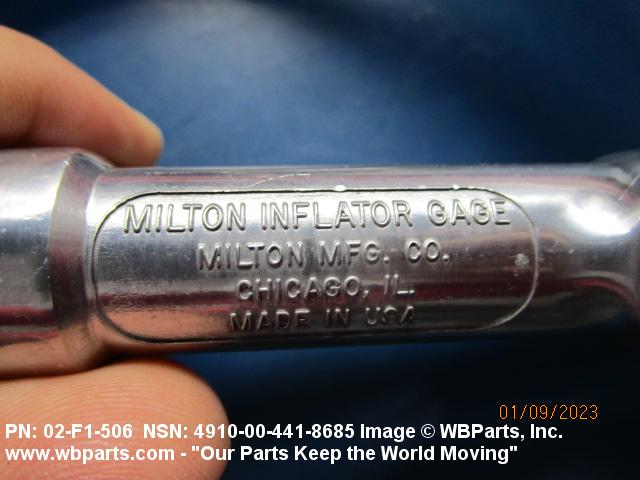 MILTON INFLATOR GAGE
MILTON MFG. CO.
CHICAGO, IL.
MADE IN USA
01/09/2023
PN: 02-F1-506 NSN: 4910-00-441-8685 Image © WBParts, Inc.
www.wbparts.com - "Our Parts Keep the World Moving"